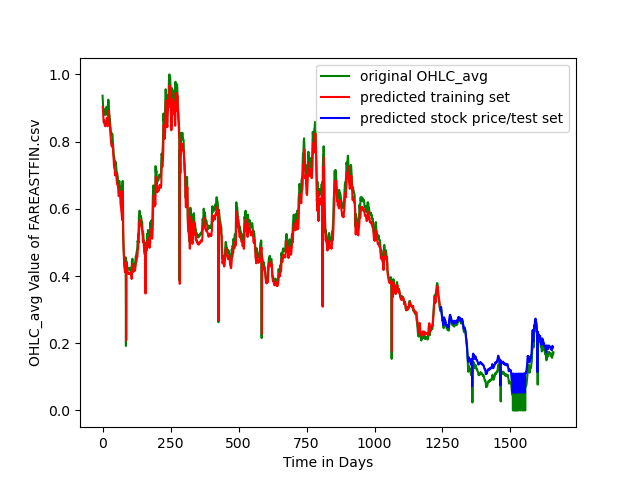 original OHLC_avg
predicted training set
predicted stock price/test set
OHLC_avg Value of FAREASTFIN.csv
1.0
0.8
0.6
0.4
0.2
0.0
0 250 500 750 1000 1250 1500
Time in Days